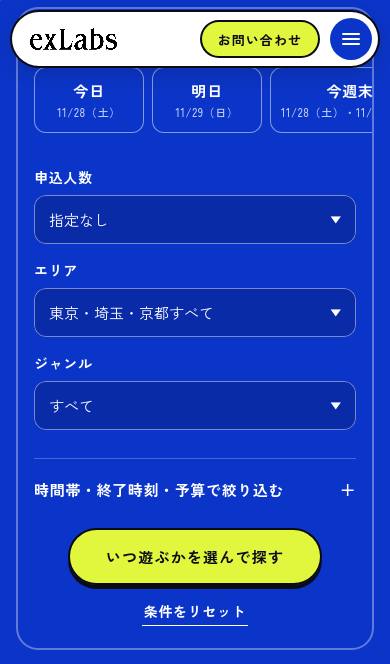 exLabs
お問い合わせ
今日
11/28（土）
明日
11/29（日）
今週末
11/28（土）・11/
申込人数
指定なし
エリア
東京・埼玉・京都すべて
ジャンル
すべて
時間帯・終了時刻・予算で絞り込む
いつ遊ぶかを選んで探す
条件をリセット